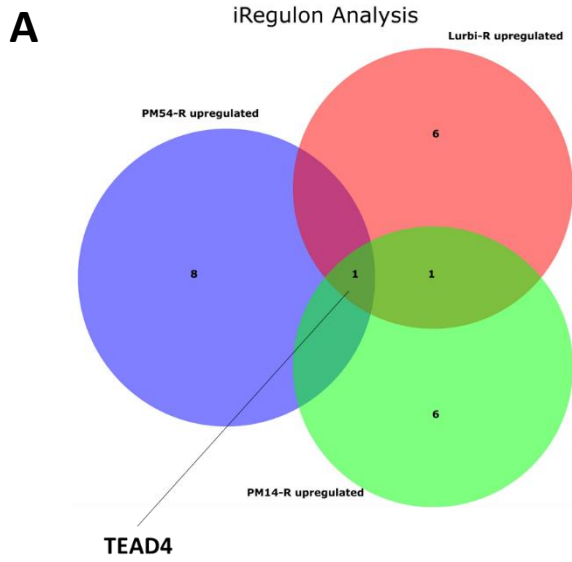 A
iRegulon Analysis
Lurbi-R upregulated
PM54-R upregulated
6
8
1
1
6
PM14-R upregulated
TEAD4